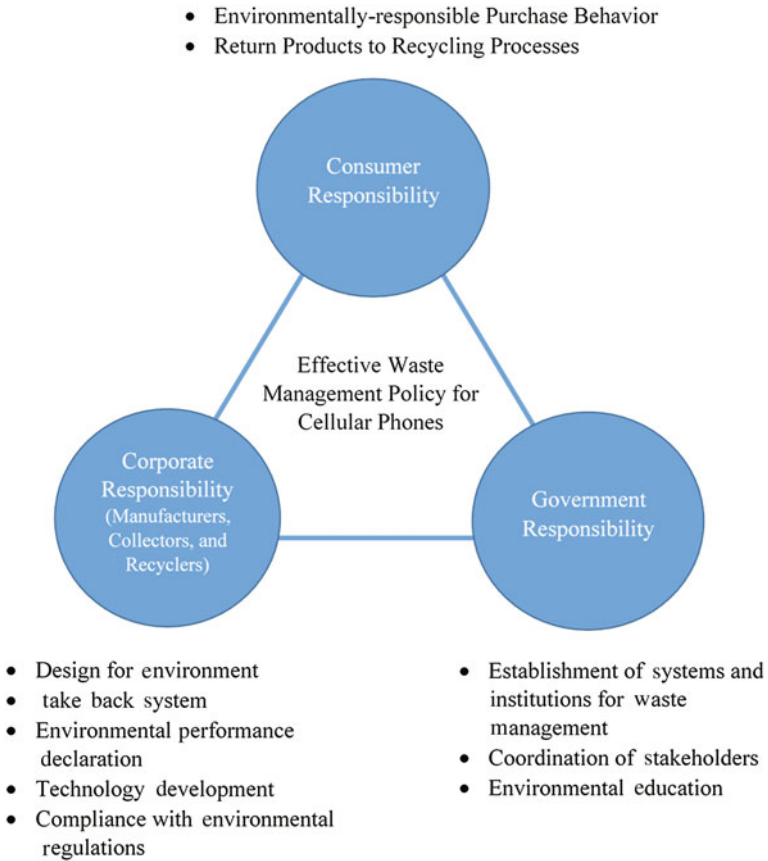 • Environmentally-responsible Purchase Behavior
• Return Products to Recycling Processes
Consumer
Responsibility
Effective Waste
Management Policy for
Cellular Phones
Corporate
Responsibility
(Manufacturers,
Collectors, and
Recyclers)
Government
Responsibility
• Design for environment
• take back system
• Environmental performance
declaration
• Technology development
• Compliance with environmental
regulations
• Establishment of systems and
institutions for waste
management
• Coordination of stakeholders
• Environmental education